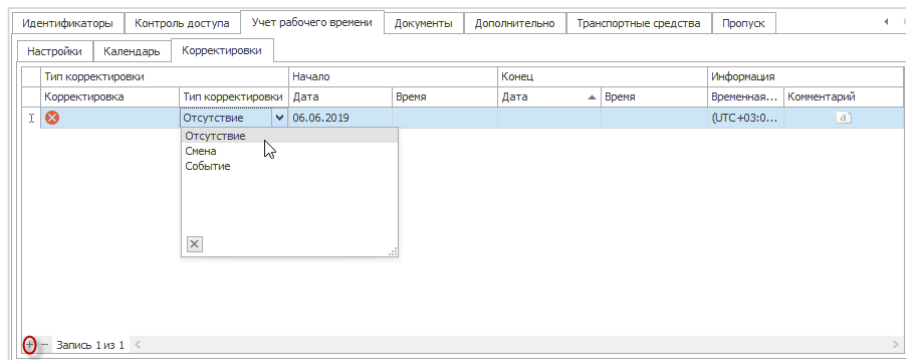 Идентификаторы Контроль доступа Учет рабочего времени Документы Дополнительно Транспортные средства Пропуск
Настройки Календарь Корректировки
Тип корректировки Начало Конец Информация
Корректировка Тип корректировки Дата Время Дата Время Временная... Комментарий
Отсутствие 06.06.2019 (UTC+03:0... a
Отсутствие
Смена
Событие
Запись 1 из 1